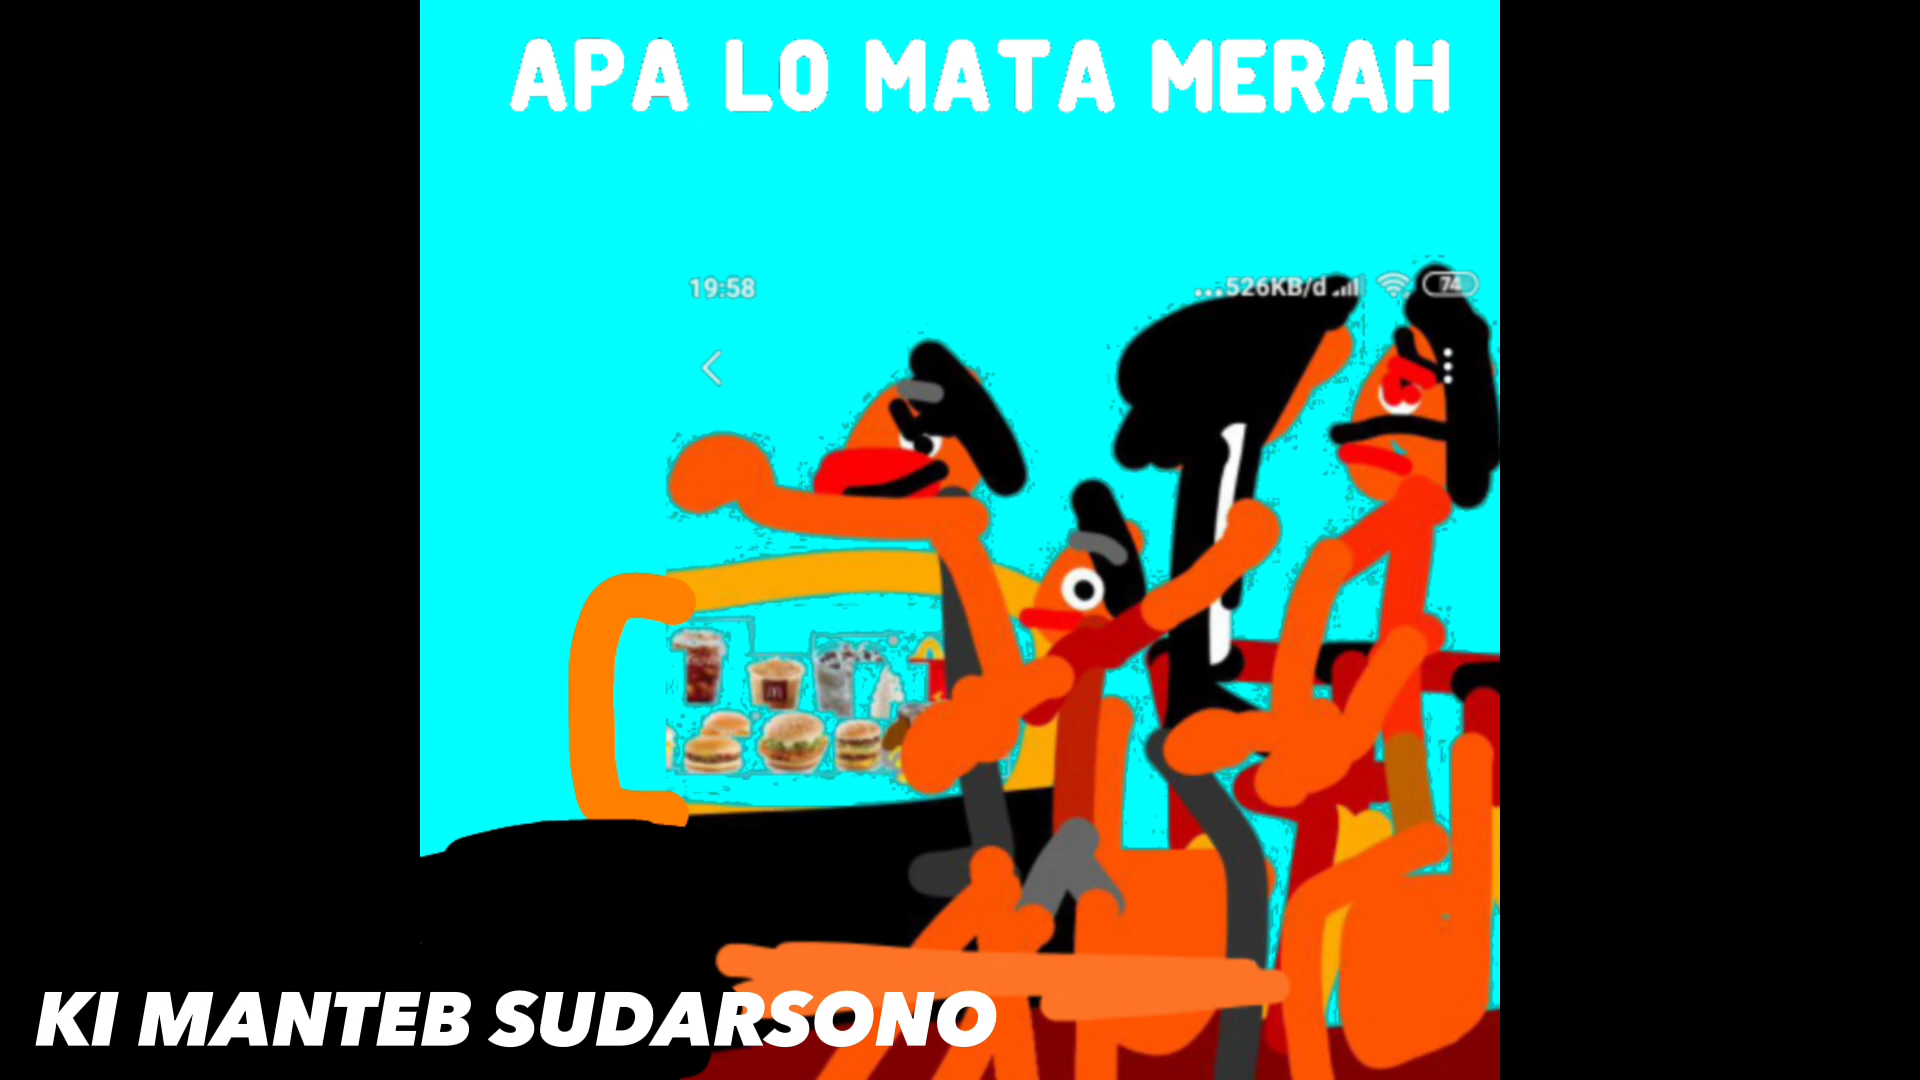 APA LO MATA MERAH
19:58
...526KB/d
74
KI MANTEB SUDARSONO